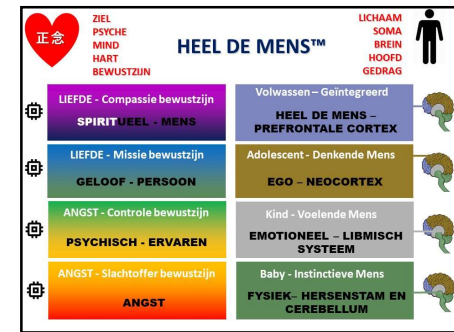 正念
ZIEL
PSYCHE
MIND
HART
BEWUSTZIJN
HEEL DE MENS™
LICHAAM
SOMA
BREIN
HOOFD
GEDRAG
LIEFDE - Compassie bewustzijn
SPIRITUEEL - MENS
Volwassen – Geïntegreerd
HEEL DE MENS –
PREFRONTALE CORTEX
LIEFDE - Missie bewustzijn
GELOOF - PERSOON
Adolescent - Denkende Mens
EGO – NEOCORTEX
ANGST - Controle bewustzijn
PSYCHISCH - ERVAREN
Kind - Voelende Mens
EMOTIONEEL – LIBMISCH
SYSTEEM
ANGST - Slachtoffer bewustzijn
ANGST
Baby - Instinctieve Mens
FYSIEK– HERSENSTAM EN
CEREBELLUM